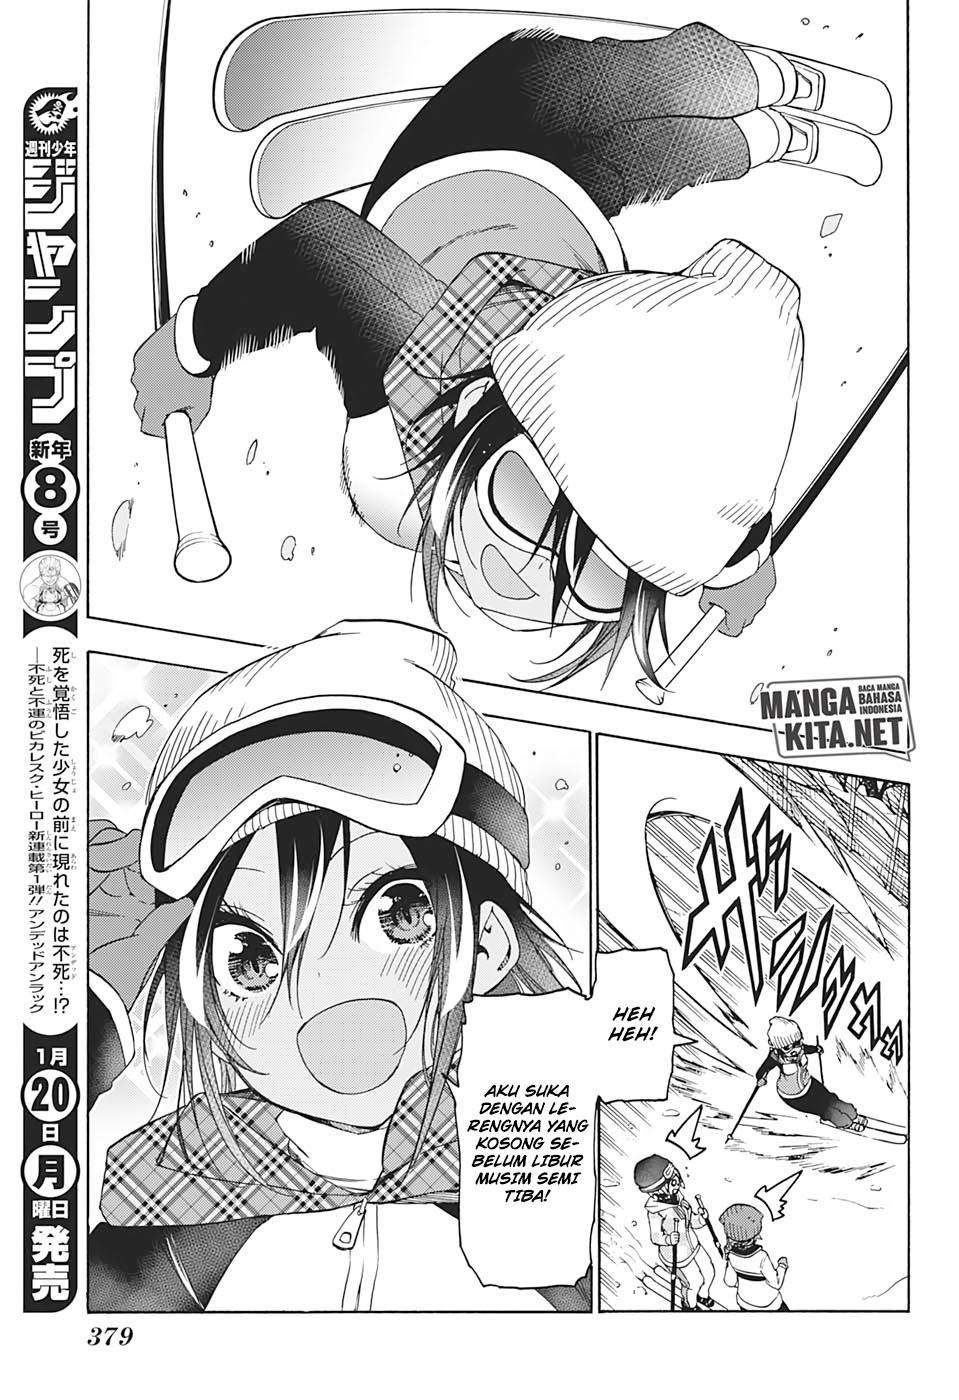 週刊少年
ジャンプ
新年
8
号
死を覚悟した少女の前に現れたのは不死…!?
―不死と不運のピカレスク・ヒーロー新連載第1弾!!アンデッドアンラック
1月
20
日
月
曜日
発売
MANGA
KITA.NET
BACA MANGA
BAHASA
INDONESIA
HEH
HEH!
AKU SUKA
DENGAN LE-
RENGNYA YANG
KOSONG SE-
BELUM LIBUR
MUSIM SEMI
TIBA!
379